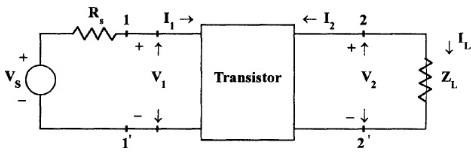 R_s 1 I_1 → ← I_2 2 ↓ I_L
+ + ↑ + ↑
V_S V_1 Transistor V_2 Z_L
− − ↓ − ↓
1' 2'